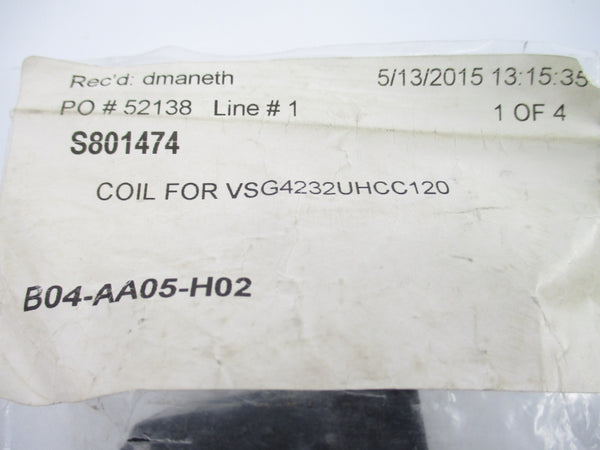 Rec'd: dmaneth 5/13/2015 13:15:35
PO # 52138 Line # 1 1 OF 4
S801474
COIL FOR VSG4232UHCC120
B04-AA05-H02